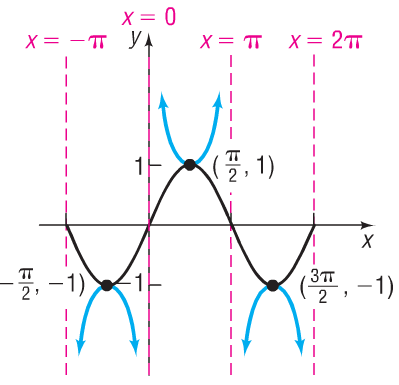 x = 0
x = −π
y
x = π
x = 2π
1
(π/2, 1)
x
−π/2, −1)
−1
(3π/2, −1)